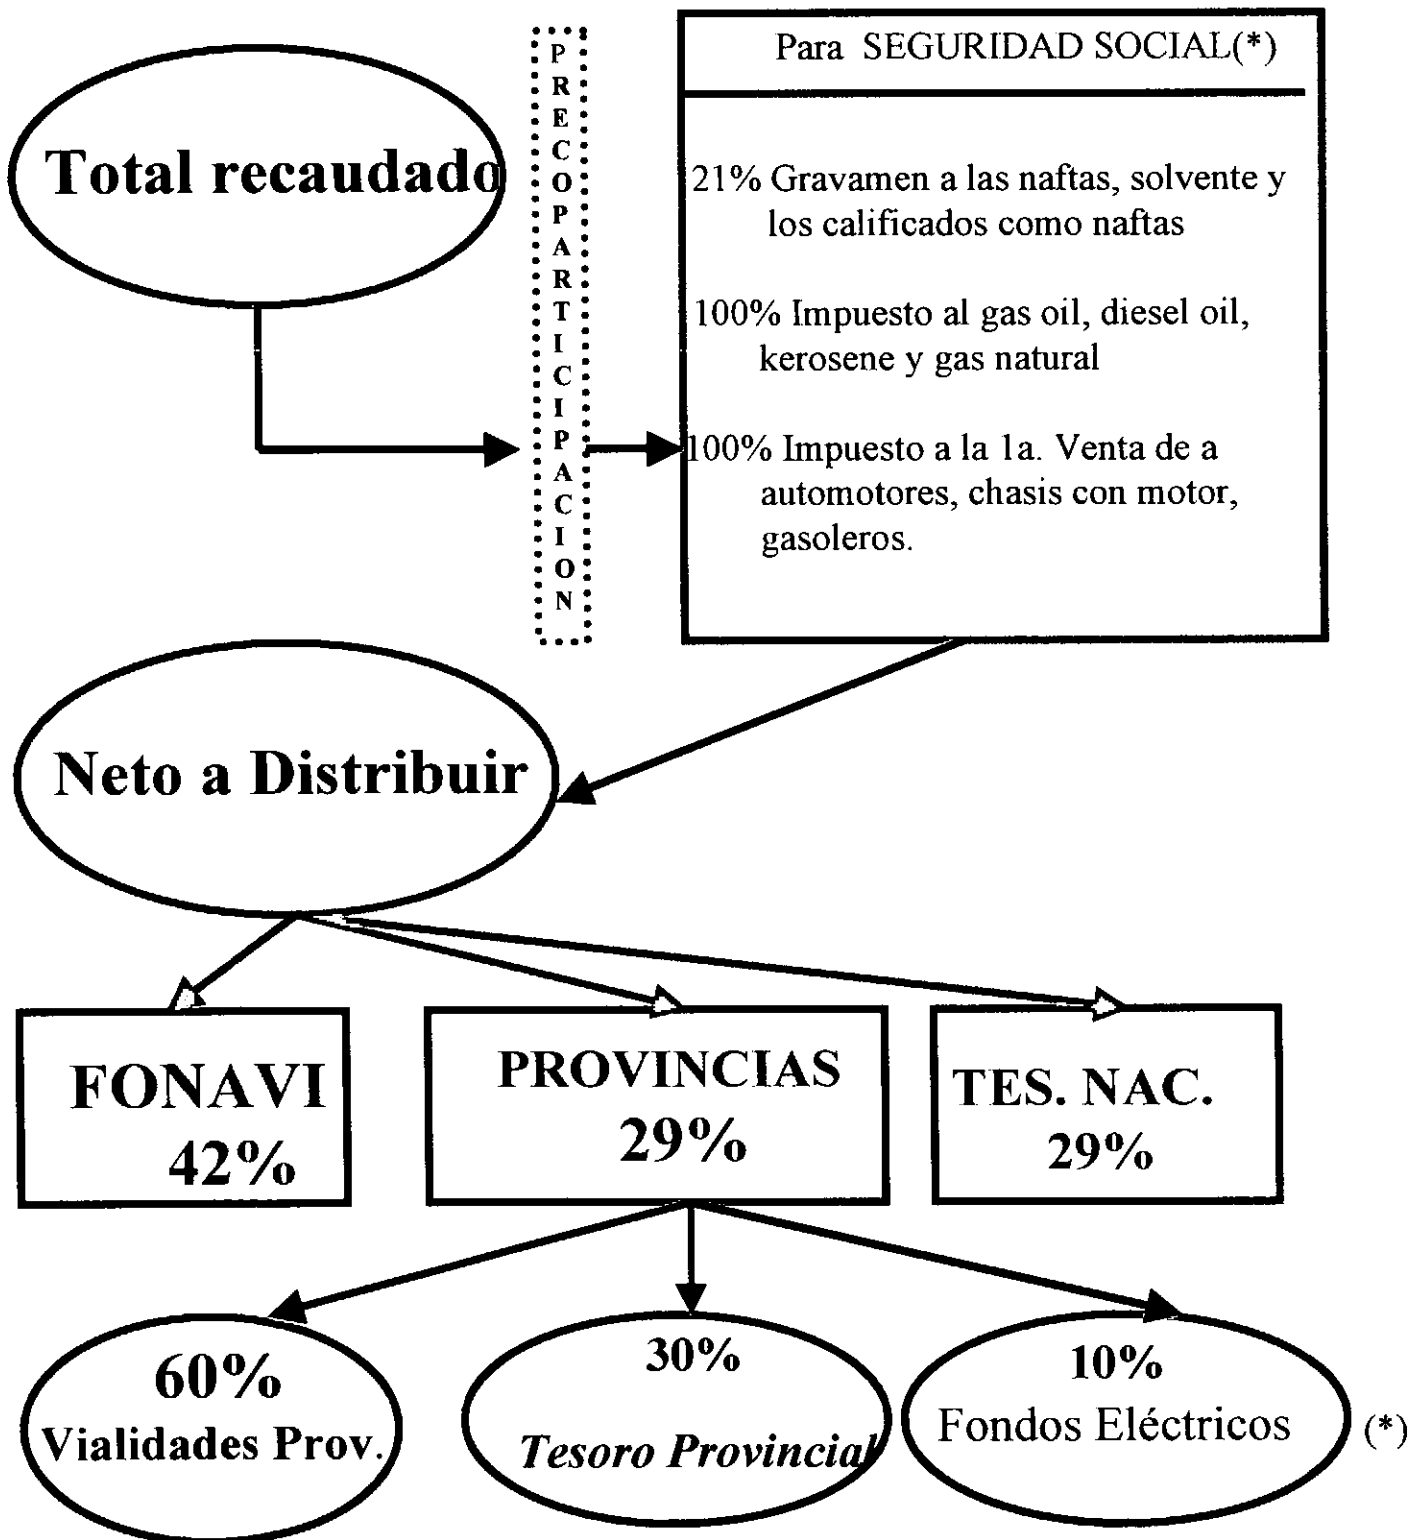 Total recaudado
PRECOPARTICIPACION
Para SEGURIDAD SOCIAL(*)
21% Gravamen a las naftas, solvente y
los calificados como naftas
100% Impuesto al gas oil, diesel oil,
kerosene y gas natural
100% Impuesto a la 1a. Venta de a
automotores, chasis con motor,
gasoleros.
Neto a Distribuir
FONAVI
42%
PROVINCIAS
29%
TES. NAC.
29%
60%
Vialidades Prov.
30%
Tesoro Provincial
10%
Fondos Eléctricos
(*)